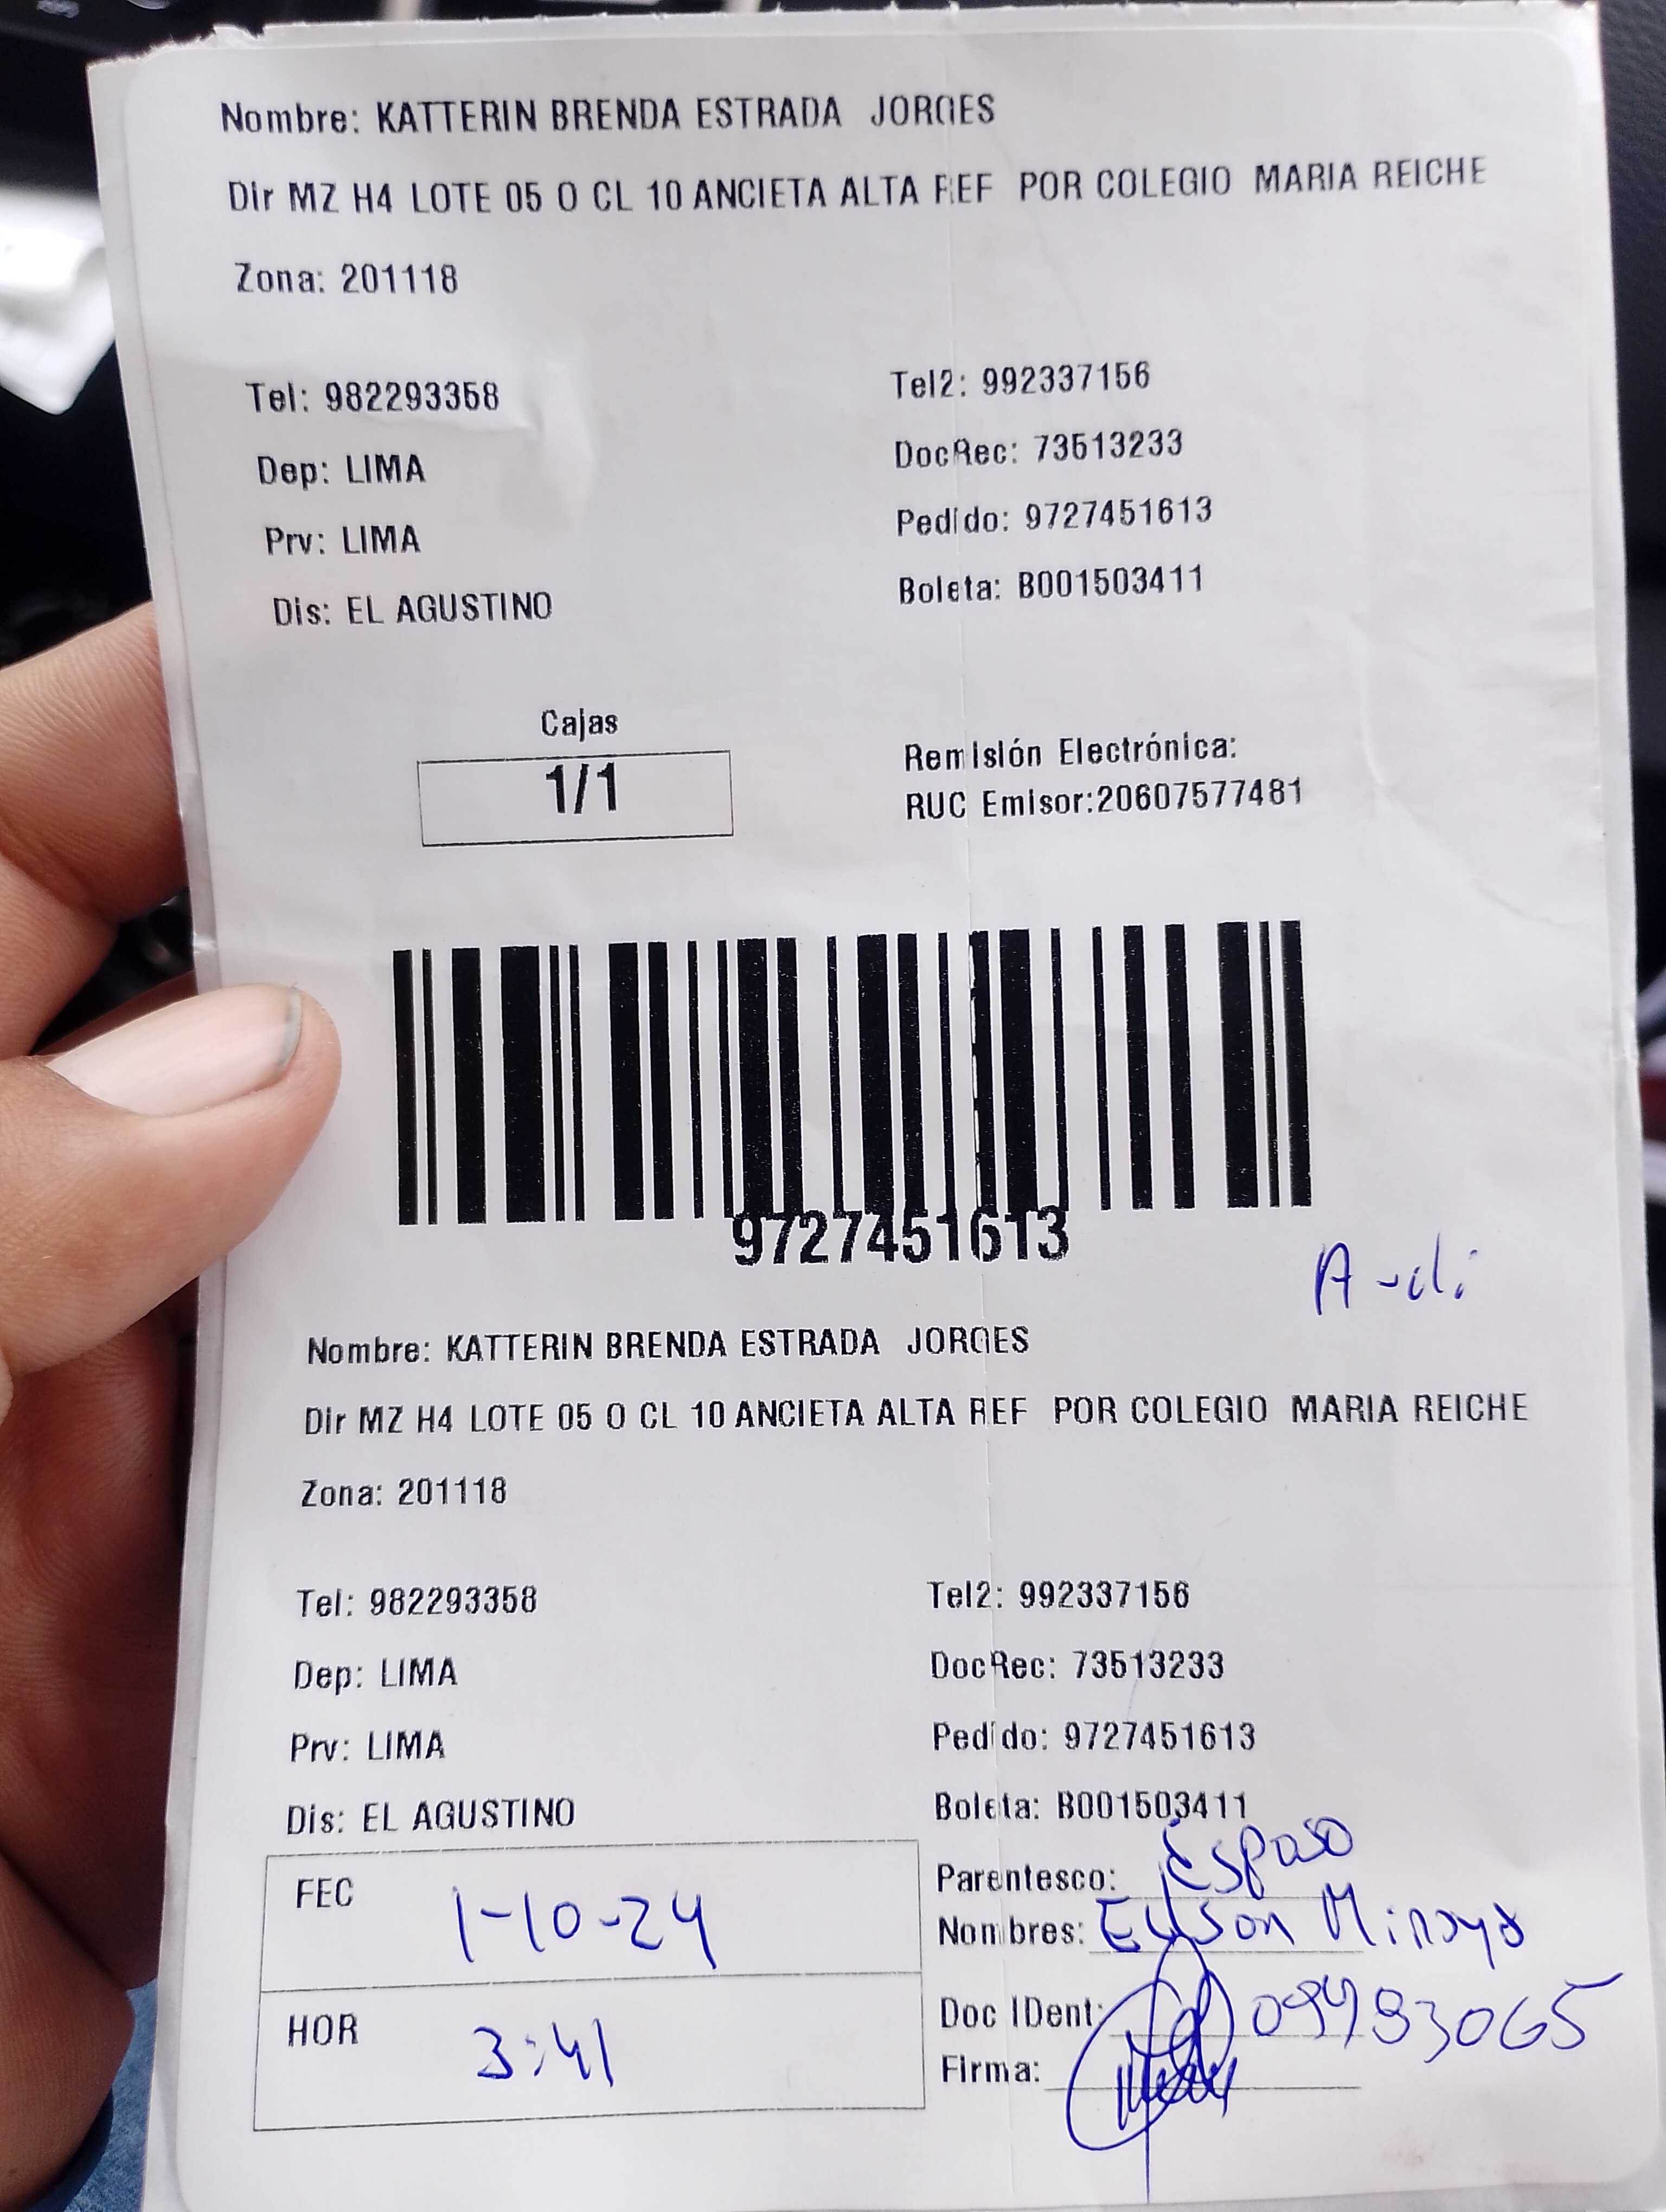 Nombre: KATTERIN BRENDA ESTRADA JORGES
Dir MZ H4 LOTE 05 O CL 10 ANCIETA ALTA REF POR COLEGIO MARIA REICHE
Zona: 201118
Tel: 982293358 Tel2: 992337156
Dep: LIMA DocRec: 73513233
Prv: LIMA Pedido: 9727451613
Dis: EL AGUSTINO Boleta: B001503411
Cajas
1/1
Remisión Electrónica:
RUC Emisor:20607577481
9727451613
Nombre: KATTERIN BRENDA ESTRADA JORGES
Dir MZ H4 LOTE 05 O CL 10 ANCIETA ALTA REF POR COLEGIO MARIA REICHE
Zona: 201118
Tel: 982293358 Tel2: 992337156
Dep: LIMA DocRec: 73513233
Prv: LIMA Pedido: 9727451613
Dis: EL AGUSTINO Boleta: B001503411
FEC 1-10-24
HOR 3:41
Parentesco: Esposo
Nombres: Edson
Doc IDent:
Firma: